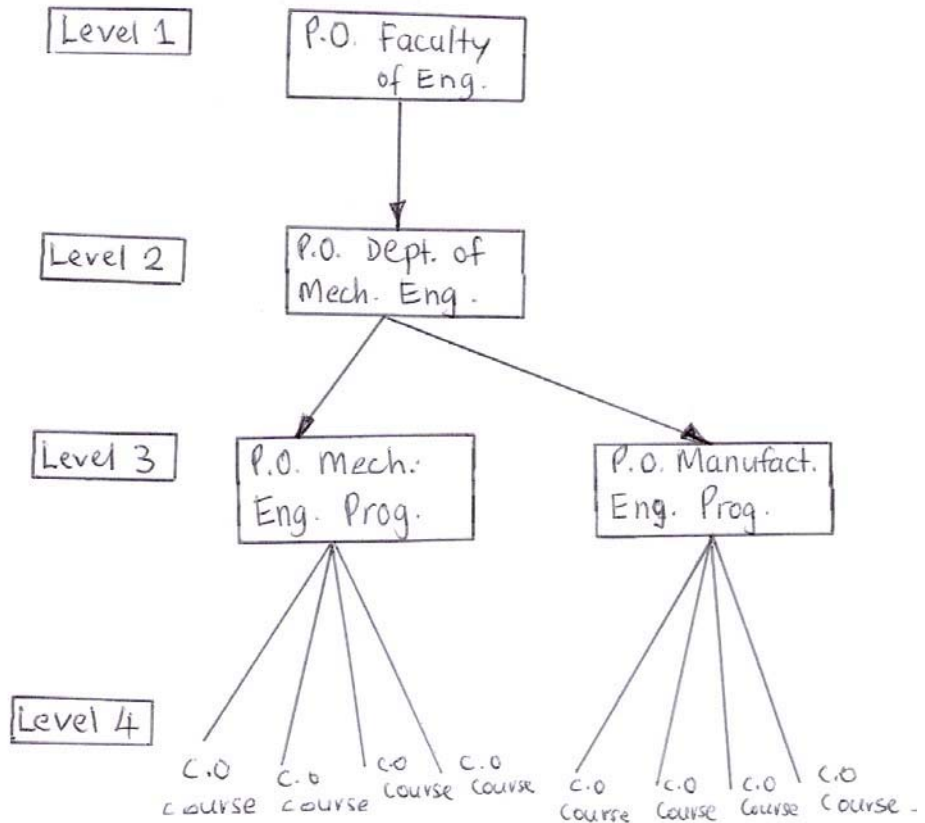 Level 1
P.O. Faculty
of Eng.
Level 2
P.O. Dept. of
Mech. Eng.
Level 3
P.O. Mech.
Eng. Prog.
P.O. Manufact.
Eng. Prog.
Level 4
C.O
course
C.O
course
C.O
course
C.O
Course
C.O
Course
C.O
Course
C.O
Course
C.O
Course.